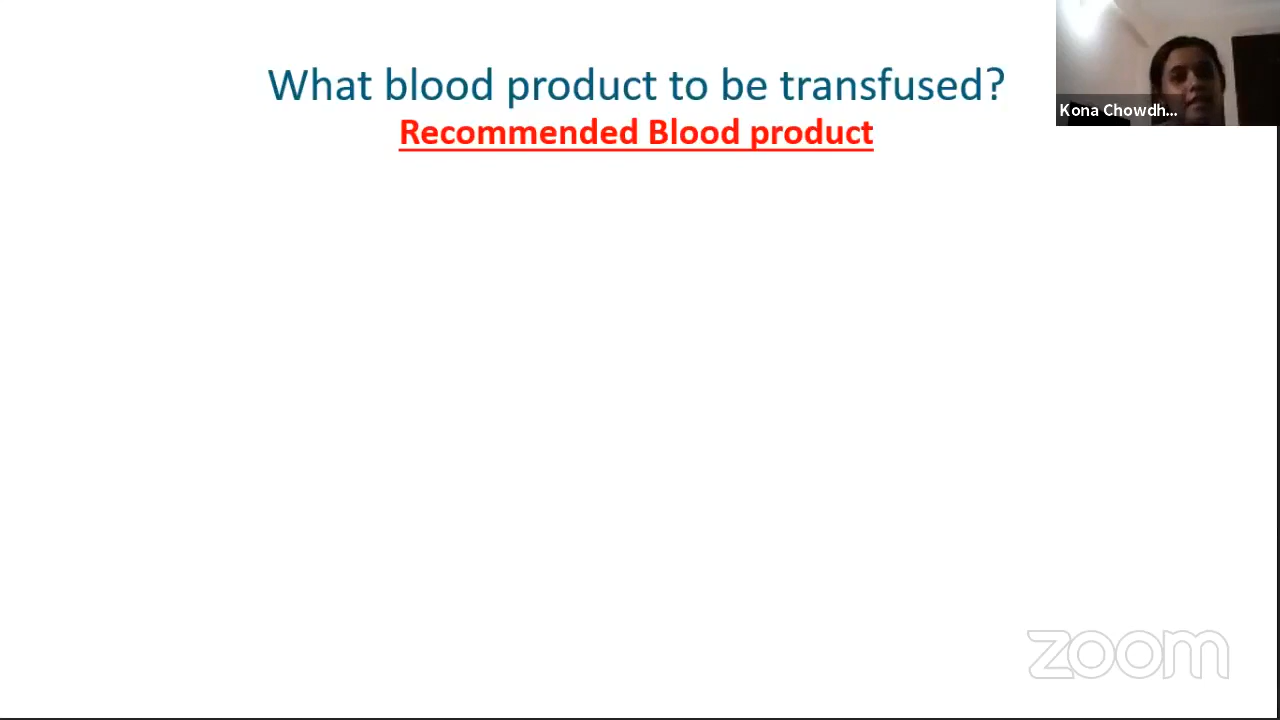 What blood product to be transfused?
Recommended Blood product
Kona Chowdh...
zoom